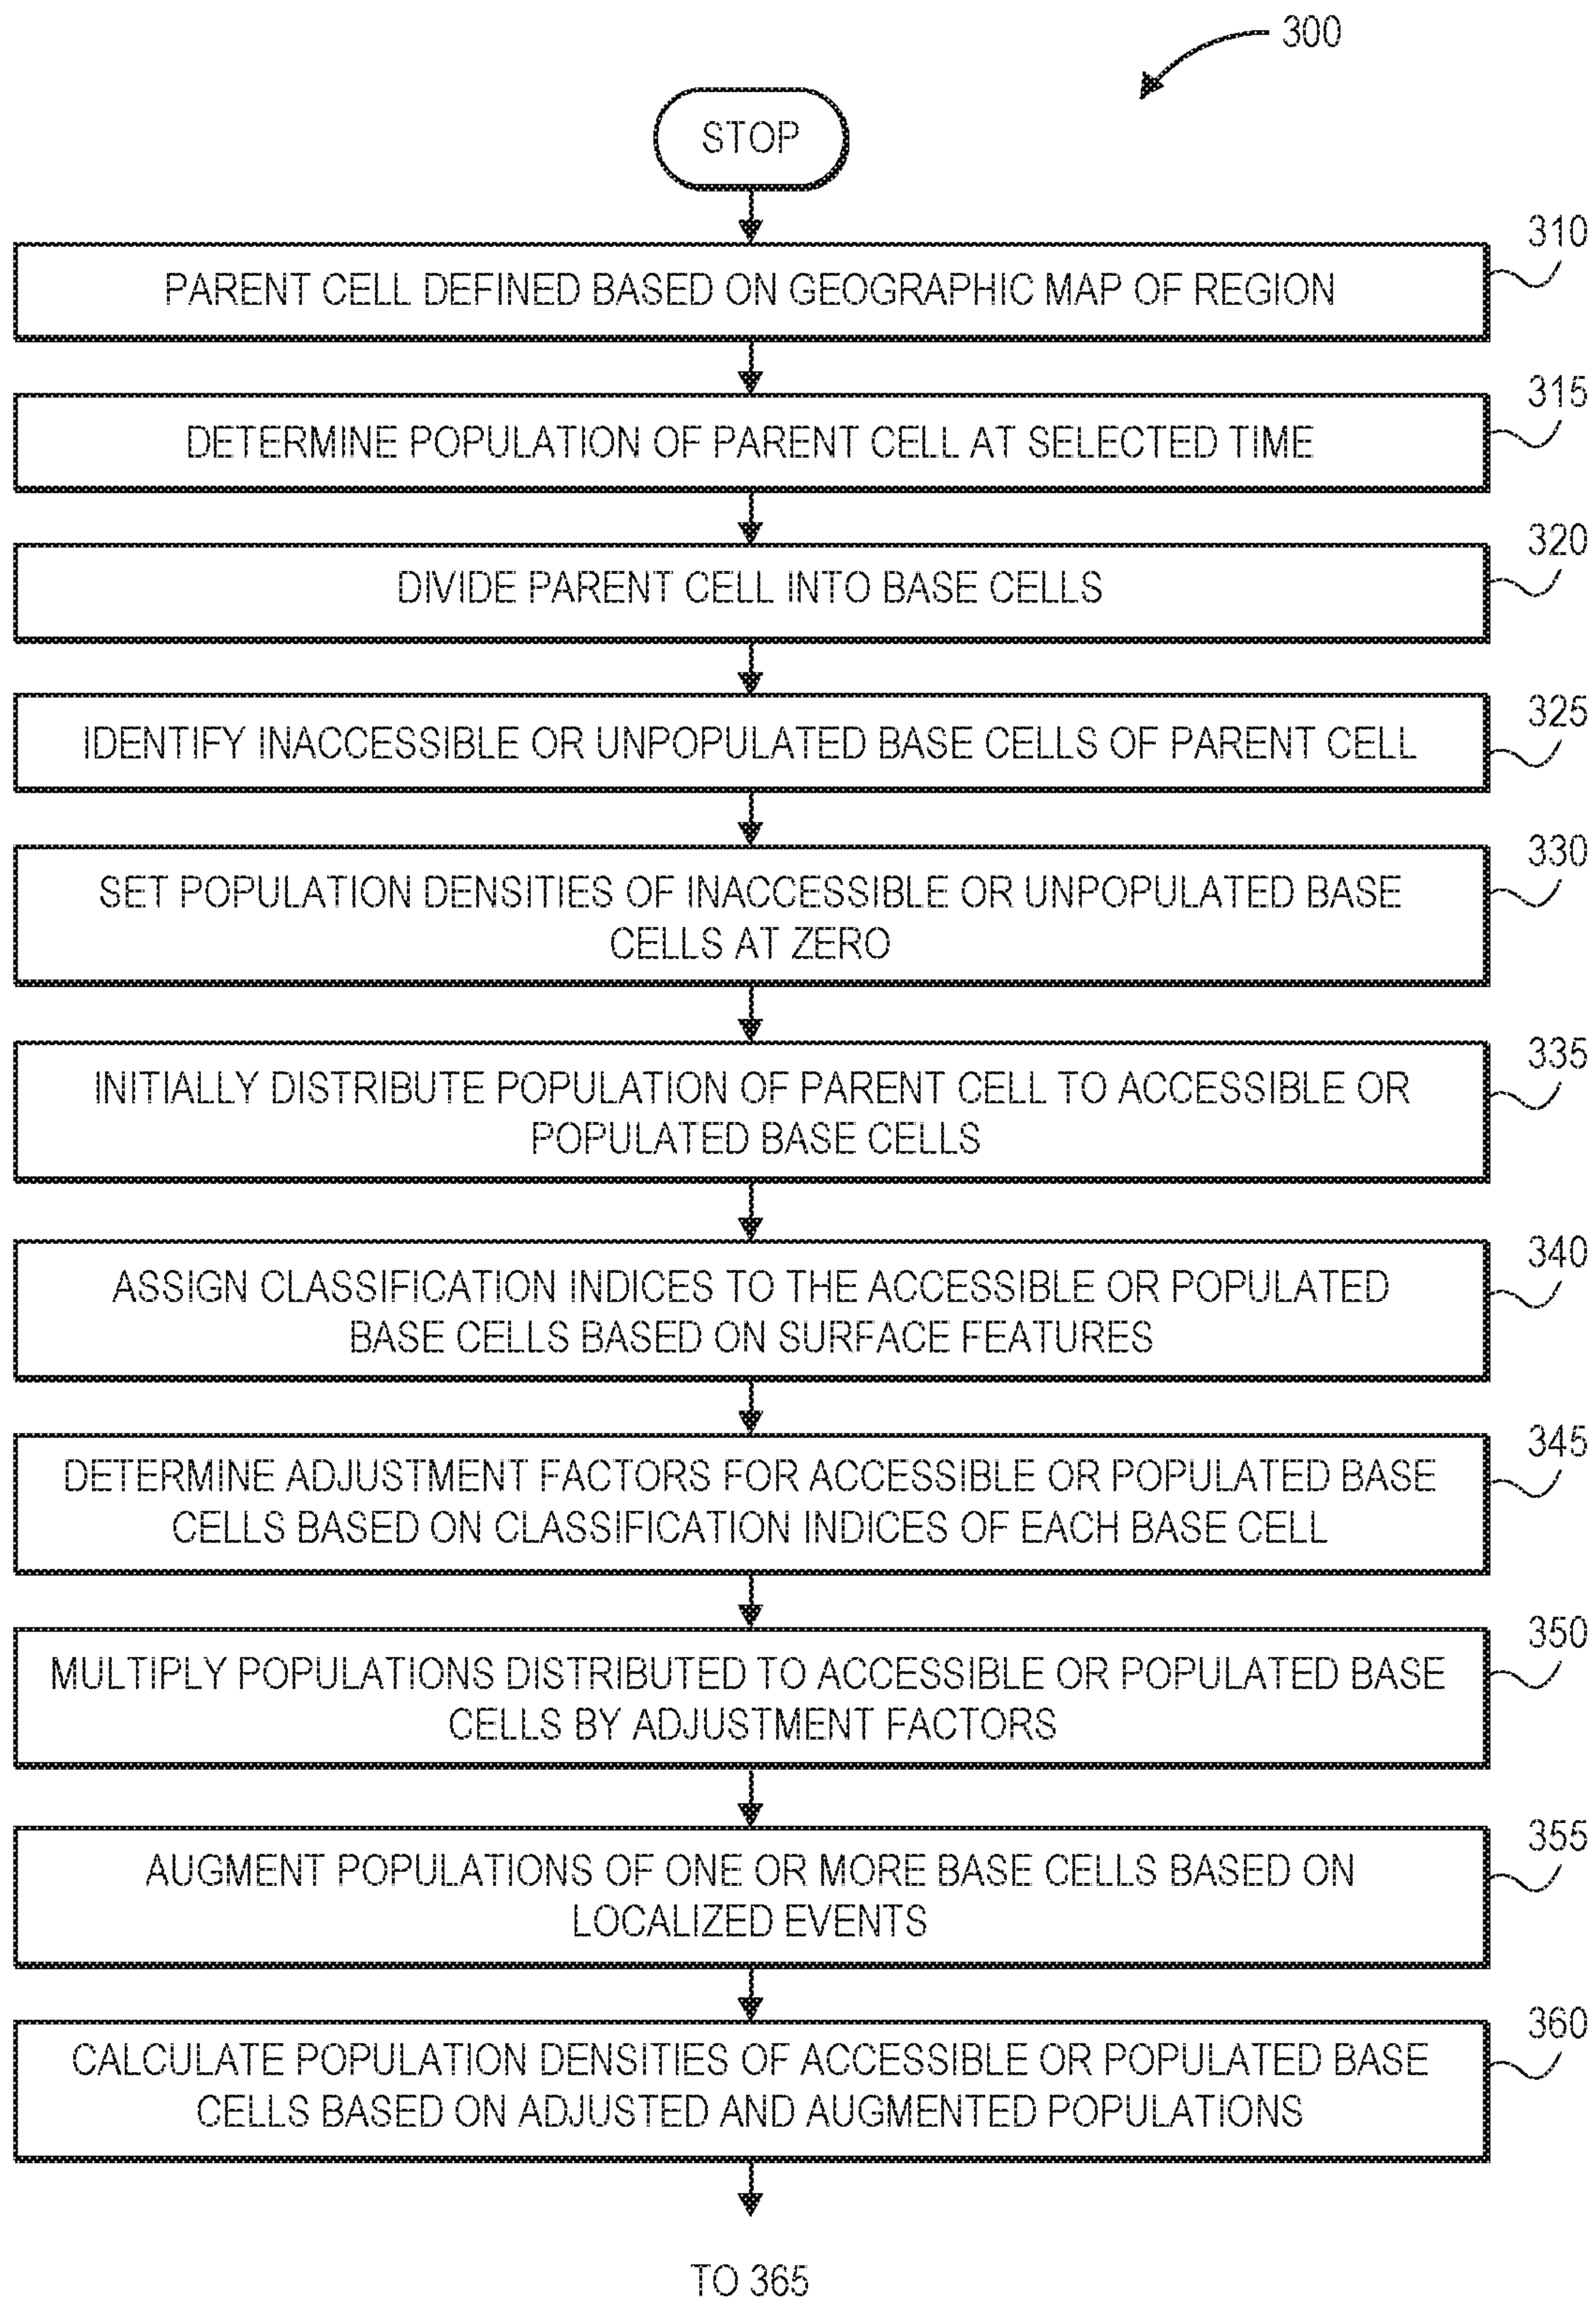 300
STOP
310
PARENT CELL DEFINED BASED ON GEOGRAPHIC MAP OF REGION
315
DETERMINE POPULATION OF PARENT CELL AT SELECTED TIME
320
DIVIDE PARENT CELL INTO BASE CELLS
325
IDENTIFY INACCESSIBLE OR UNPOPULATED BASE CELLS OF PARENT CELL
330
SET POPULATION DENSITIES OF INACCESSIBLE OR UNPOPULATED BASE
CELLS AT ZERO
335
INITIALLY DISTRIBUTE POPULATION OF PARENT CELL TO ACCESSIBLE OR
POPULATED BASE CELLS
340
ASSIGN CLASSIFICATION INDICES TO THE ACCESSIBLE OR POPULATED
BASE CELLS BASED ON SURFACE FEATURES
345
DETERMINE ADJUSTMENT FACTORS FOR ACCESSIBLE OR POPULATED BASE
CELLS BASED ON CLASSIFICATION INDICES OF EACH BASE CELL
350
MULTIPLY POPULATIONS DISTRIBUTED TO ACCESSIBLE OR POPULATED BASE
CELLS BY ADJUSTMENT FACTORS
355
AUGMENT POPULATIONS OF ONE OR MORE BASE CELLS BASED ON
LOCALIZED EVENTS
360
CALCULATE POPULATION DENSITIES OF ACCESSIBLE OR POPULATED BASE
CELLS BASED ON ADJUSTED AND AUGMENTED POPULATIONS
TO 365